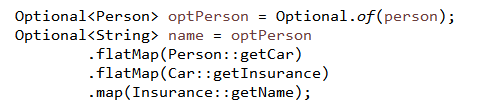 Optional<Person> optPerson = Optional.of(person);
Optional<String> name = optPerson
.flatMap(Person::getCar)
.flatMap(Car::getInsurance)
.map(Insurance::getName);